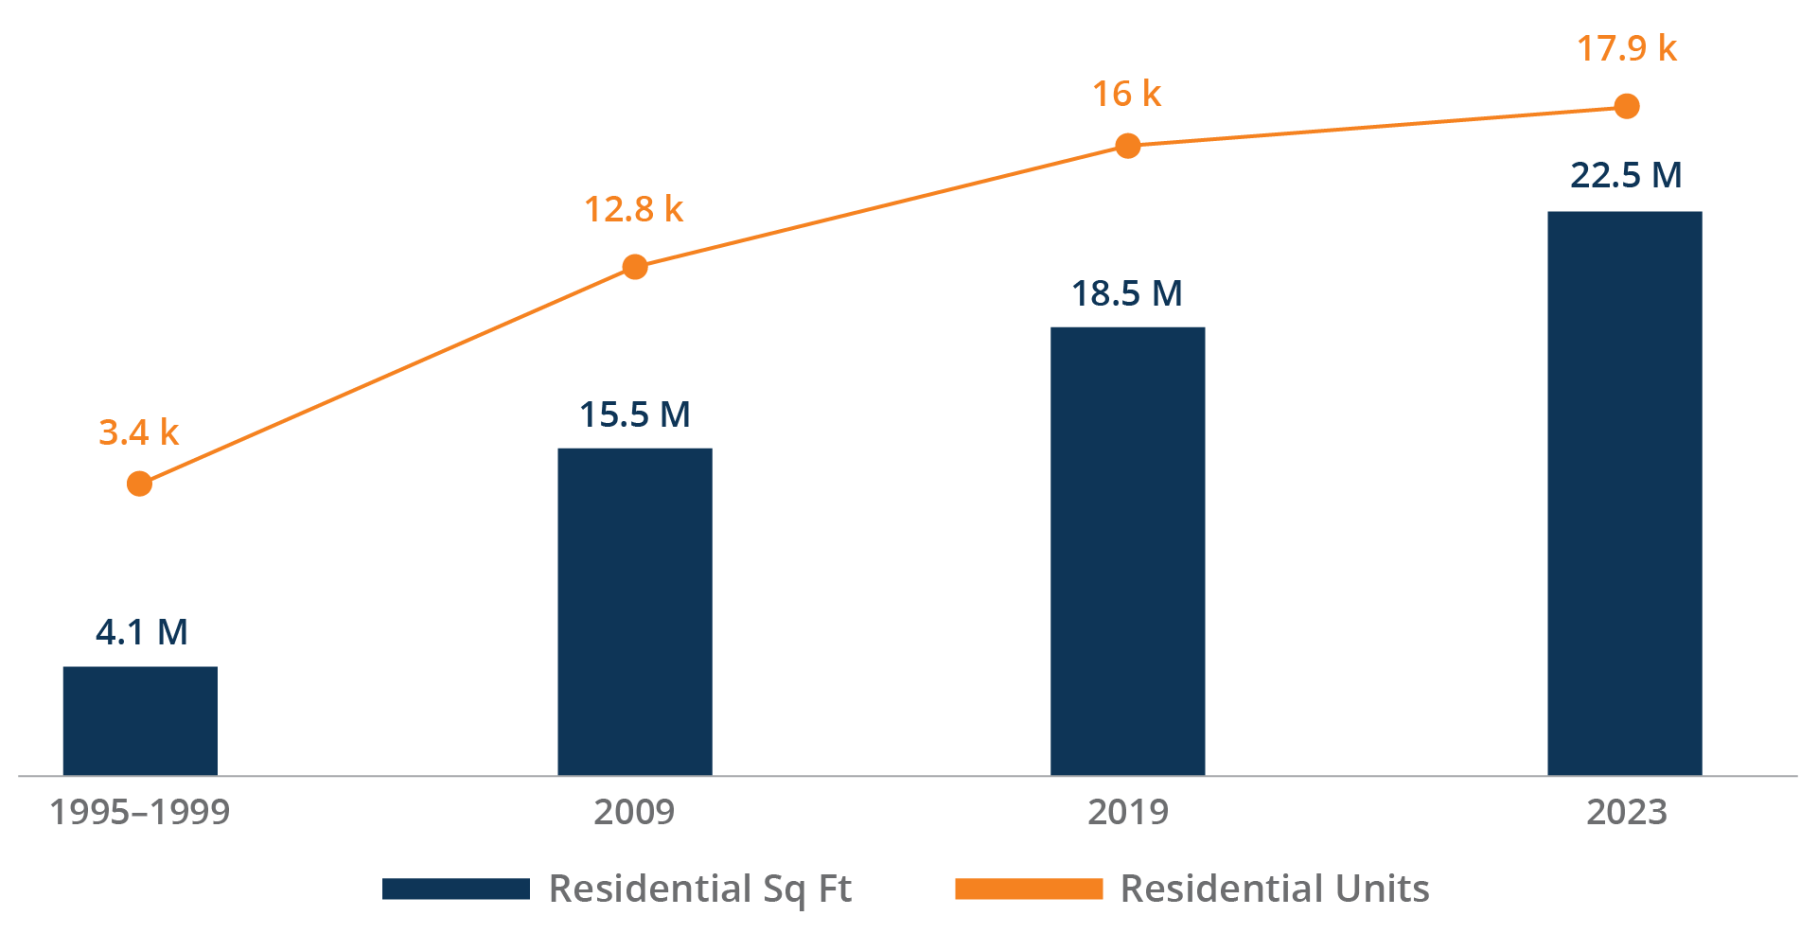 17.9 k
16 k
22.5 M
12.8 k
18.5 M
15.5 M
3.4 k
4.1 M
1995–1999 2009 2019 2023
Residential Sq Ft Residential Units